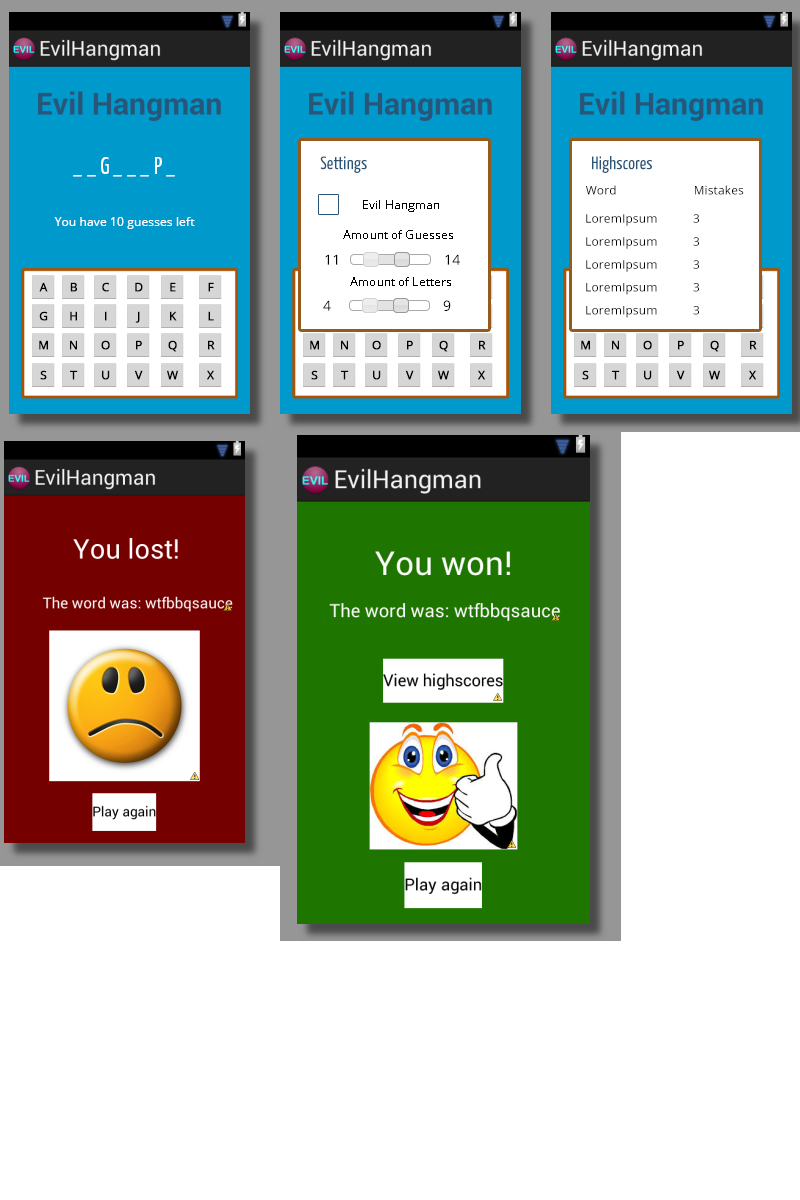 EVIL EvilHangman
Evil Hangman
_ _ G _ _ _ P _
You have 10 guesses left
A B C D E F
G H I J K L
M N O P Q R
S T U V W X
EVIL EvilHangman
Evil Hangman
Settings
Evil Hangman
Amount of Guesses
11 14
Amount of Letters
4 9
M N O P Q R
S T U V W X
EVIL EvilHangman
Evil Hangman
Highscores
Word Mistakes
LoremIpsum 3
LoremIpsum 3
LoremIpsum 3
LoremIpsum 3
LoremIpsum 3
M N O P Q R
S T U V W X
EVIL EvilHangman
You lost!
The word was: wtfbbqsauce
Play again
EVIL EvilHangman
You won!
The word was: wtfbbqsauce
View highscores
Play again